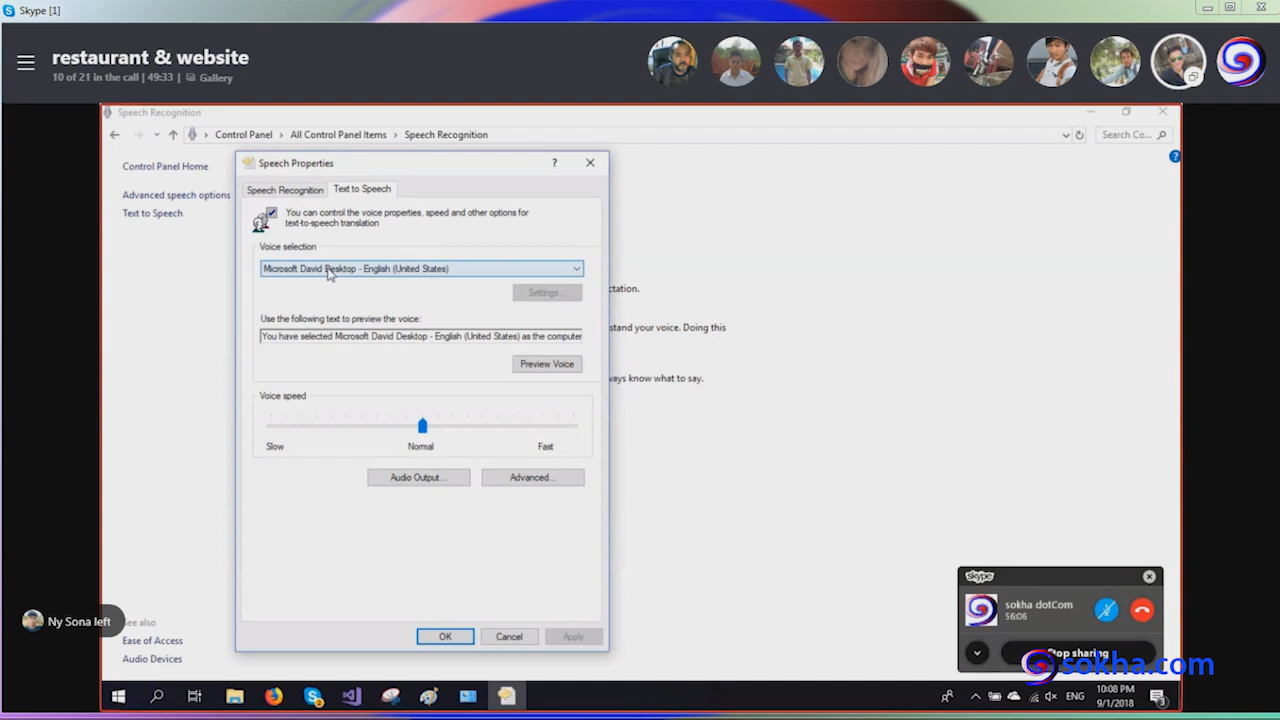 Skype [1]
restaurant & website
10 of 21 in the call | 49:33 | Gallery
Speech Recognition
Control Panel > All Control Panel Items > Speech Recognition
Search Co...
Control Panel Home
Advanced speech options
Text to Speech
Speech Properties
Speech Recognition
Text to Speech
You can control the voice properties, speed and other options for
text-to-speech translation
Voice selection
Microsoft David Desktop - English (United States)
Settings...
Use the following text to preview the voice:
You have selected Microsoft David Desktop - English (United States) as the computer
Preview Voice
Voice speed
Slow
Normal
Fast
Audio Output...
Advanced...
OK
Cancel
Apply
ctation.
stand your voice. Doing this
ways know what to say.
Ny Sona left
See also
Ease of Access
Audio Devices
skype
sokha dotCom
56:06
Stop sharing
sokha.com
ENG
10:08 PM
9/1/2018
3